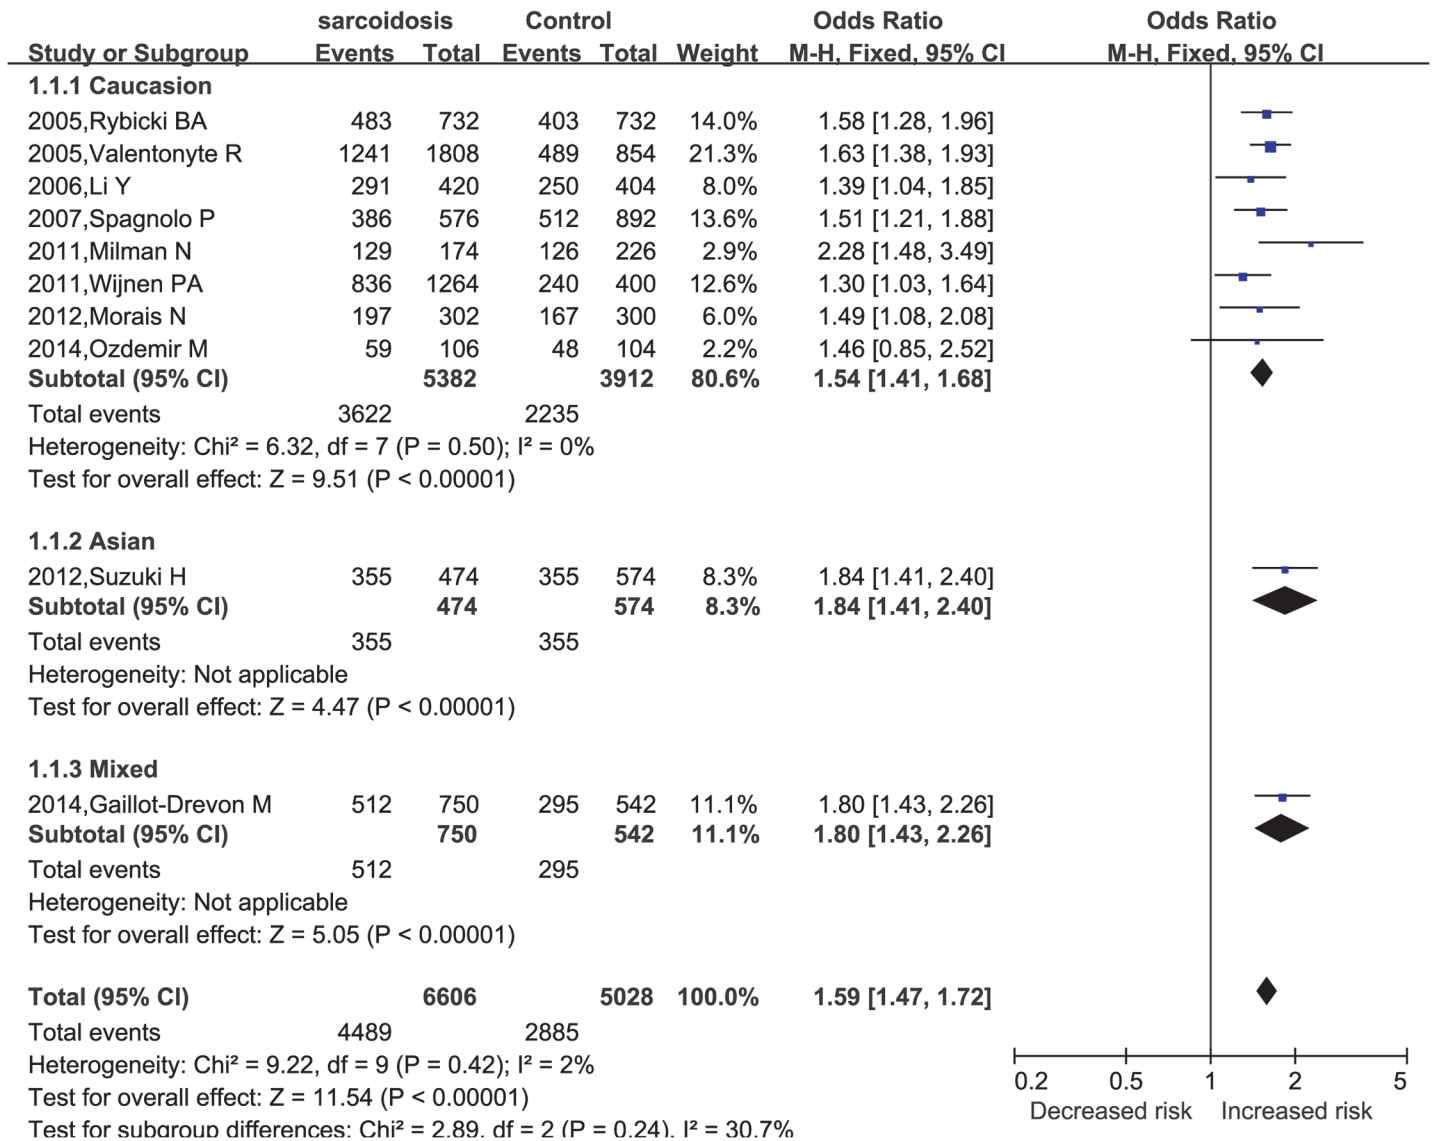 sarcoidosis Control Odds Ratio Odds Ratio
Study or Subgroup Events Total Events Total Weight M-H, Fixed, 95% CI M-H, Fixed, 95% CI
1.1.1 Caucasion
2005,Rybicki BA 483 732 403 732 14.0% 1.58 [1.28, 1.96]
2005,Valentonyte R 1241 1808 489 854 21.3% 1.63 [1.38, 1.93]
2006,Li Y 291 420 250 404 8.0% 1.39 [1.04, 1.85]
2007,Spagnolo P 386 576 512 892 13.6% 1.51 [1.21, 1.88]
2011,Milman N 129 174 126 226 2.9% 2.28 [1.48, 3.49]
2011,Wijnen PA 836 1264 240 400 12.6% 1.30 [1.03, 1.64]
2012,Morais N 197 302 167 300 6.0% 1.49 [1.08, 2.08]
2014,Ozdemir M 59 106 48 104 2.2% 1.46 [0.85, 2.52]
Subtotal (95% CI) 5382 3912 80.6% 1.54 [1.41, 1.68]
Total events 3622 2235
Heterogeneity: Chi² = 6.32, df = 7 (P = 0.50); I² = 0%
Test for overall effect: Z = 9.51 (P < 0.00001)
1.1.2 Asian
2012,Suzuki H 355 474 355 574 8.3% 1.84 [1.41, 2.40]
Subtotal (95% CI) 474 574 8.3% 1.84 [1.41, 2.40]
Total events 355 355
Heterogeneity: Not applicable
Test for overall effect: Z = 4.47 (P < 0.00001)
1.1.3 Mixed
2014,Gaillot-Drevon M 512 750 295 542 11.1% 1.80 [1.43, 2.26]
Subtotal (95% CI) 750 542 11.1% 1.80 [1.43, 2.26]
Total events 512 295
Heterogeneity: Not applicable
Test for overall effect: Z = 5.05 (P < 0.00001)
Total (95% CI) 6606 5028 100.0% 1.59 [1.47, 1.72]
Total events 4489 2885
Heterogeneity: Chi² = 9.22, df = 9 (P = 0.42); I² = 2%
Test for overall effect: Z = 11.54 (P < 0.00001)
Test for subgroup differences: Chi² = 2.89, df = 2 (P = 0.24), I² = 30.7%
0.2 0.5 1 2 5
Decreased risk Increased risk